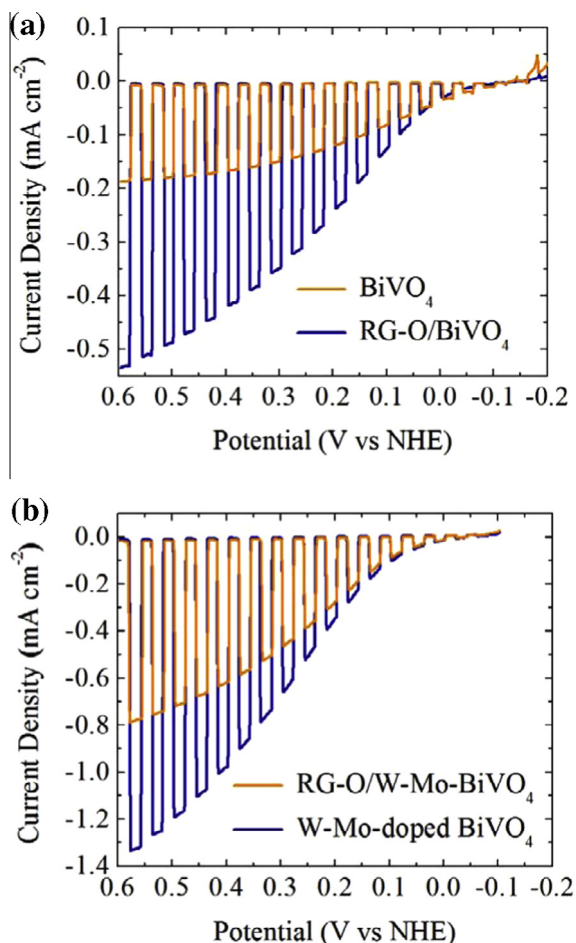 (a)
0.1
0.0
-0.1
-0.2
-0.3
-0.4
-0.5
Current Density (mA cm⁻²)
BiVO₄
RG-O/BiVO₄
0.6 0.5 0.4 0.3 0.2 0.1 0.0 -0.1 -0.2
Potential (V vs NHE)
(b)
0.0
-0.2
-0.4
-0.6
-0.8
-1.0
-1.2
-1.4
Current Density (mA cm⁻²)
RG-O/W-Mo-BiVO₄
W-Mo-doped BiVO₄
0.6 0.5 0.4 0.3 0.2 0.1 0.0 -0.1 -0.2
Potential (V vs NHE)